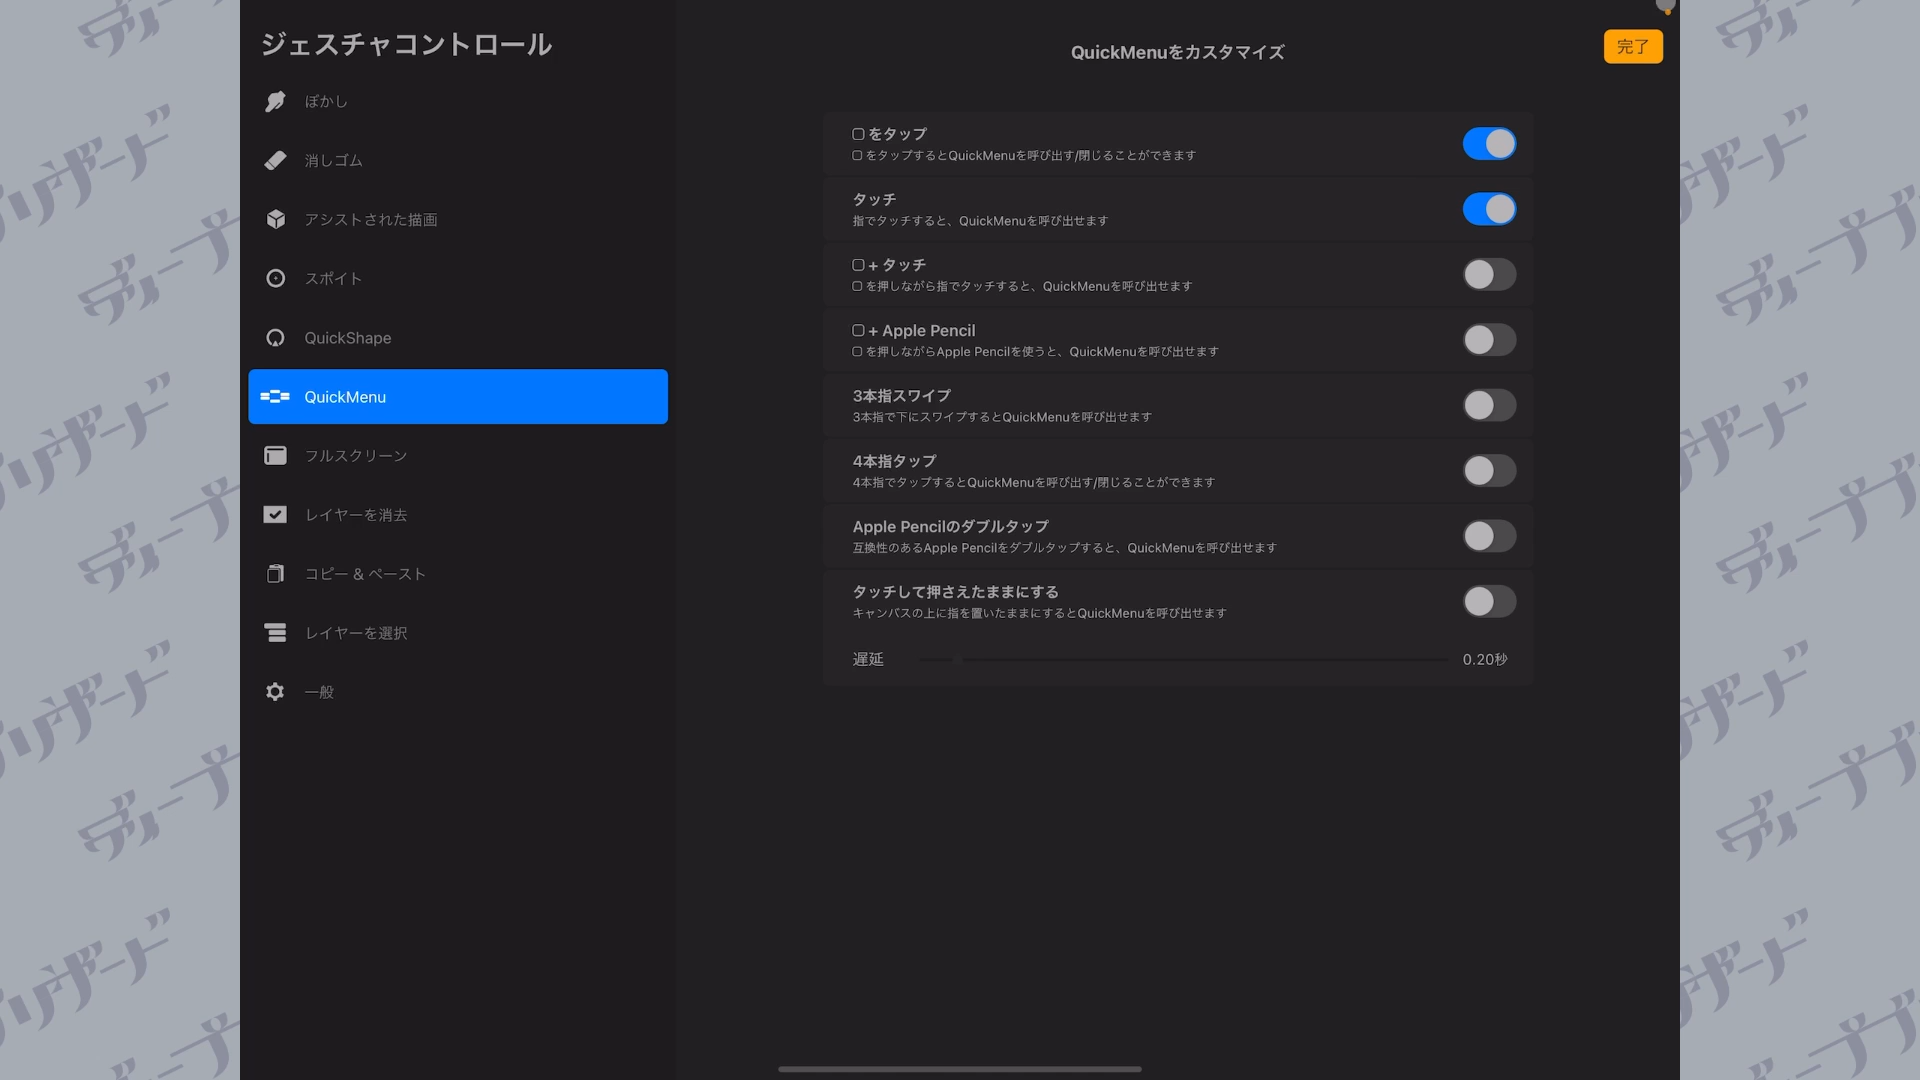 ジェスチャコントロール
ぼかし
消しゴム
アシストされた描画
スポイト
QuickShape
QuickMenu
フルスクリーン
レイヤーを消去
コピー & ペースト
レイヤーを選択
一般
QuickMenuをカスタマイズ
完了
▢ をタップ
▢ をタップするとQuickMenuを呼び出す/閉じることができます
タッチ
指でタッチすると、QuickMenuを呼び出せます
▢ + タッチ
▢ を押しながら指でタッチすると、QuickMenuを呼び出せます
▢ + Apple Pencil
▢ を押しながらApple Pencilを使うと、QuickMenuを呼び出せます
3本指スワイプ
3本指で下にスワイプするとQuickMenuを呼び出せます
4本指タップ
4本指でタップするとQuickMenuを呼び出す/閉じることができます
Apple Pencilのダブルタップ
互換性のあるApple Pencilをダブルタップすると、QuickMenuを呼び出せます
タッチして押さえたままにする
キャンバスの上に指を置いたままにするとQuickMenuを呼び出せます
遅延
0.20秒